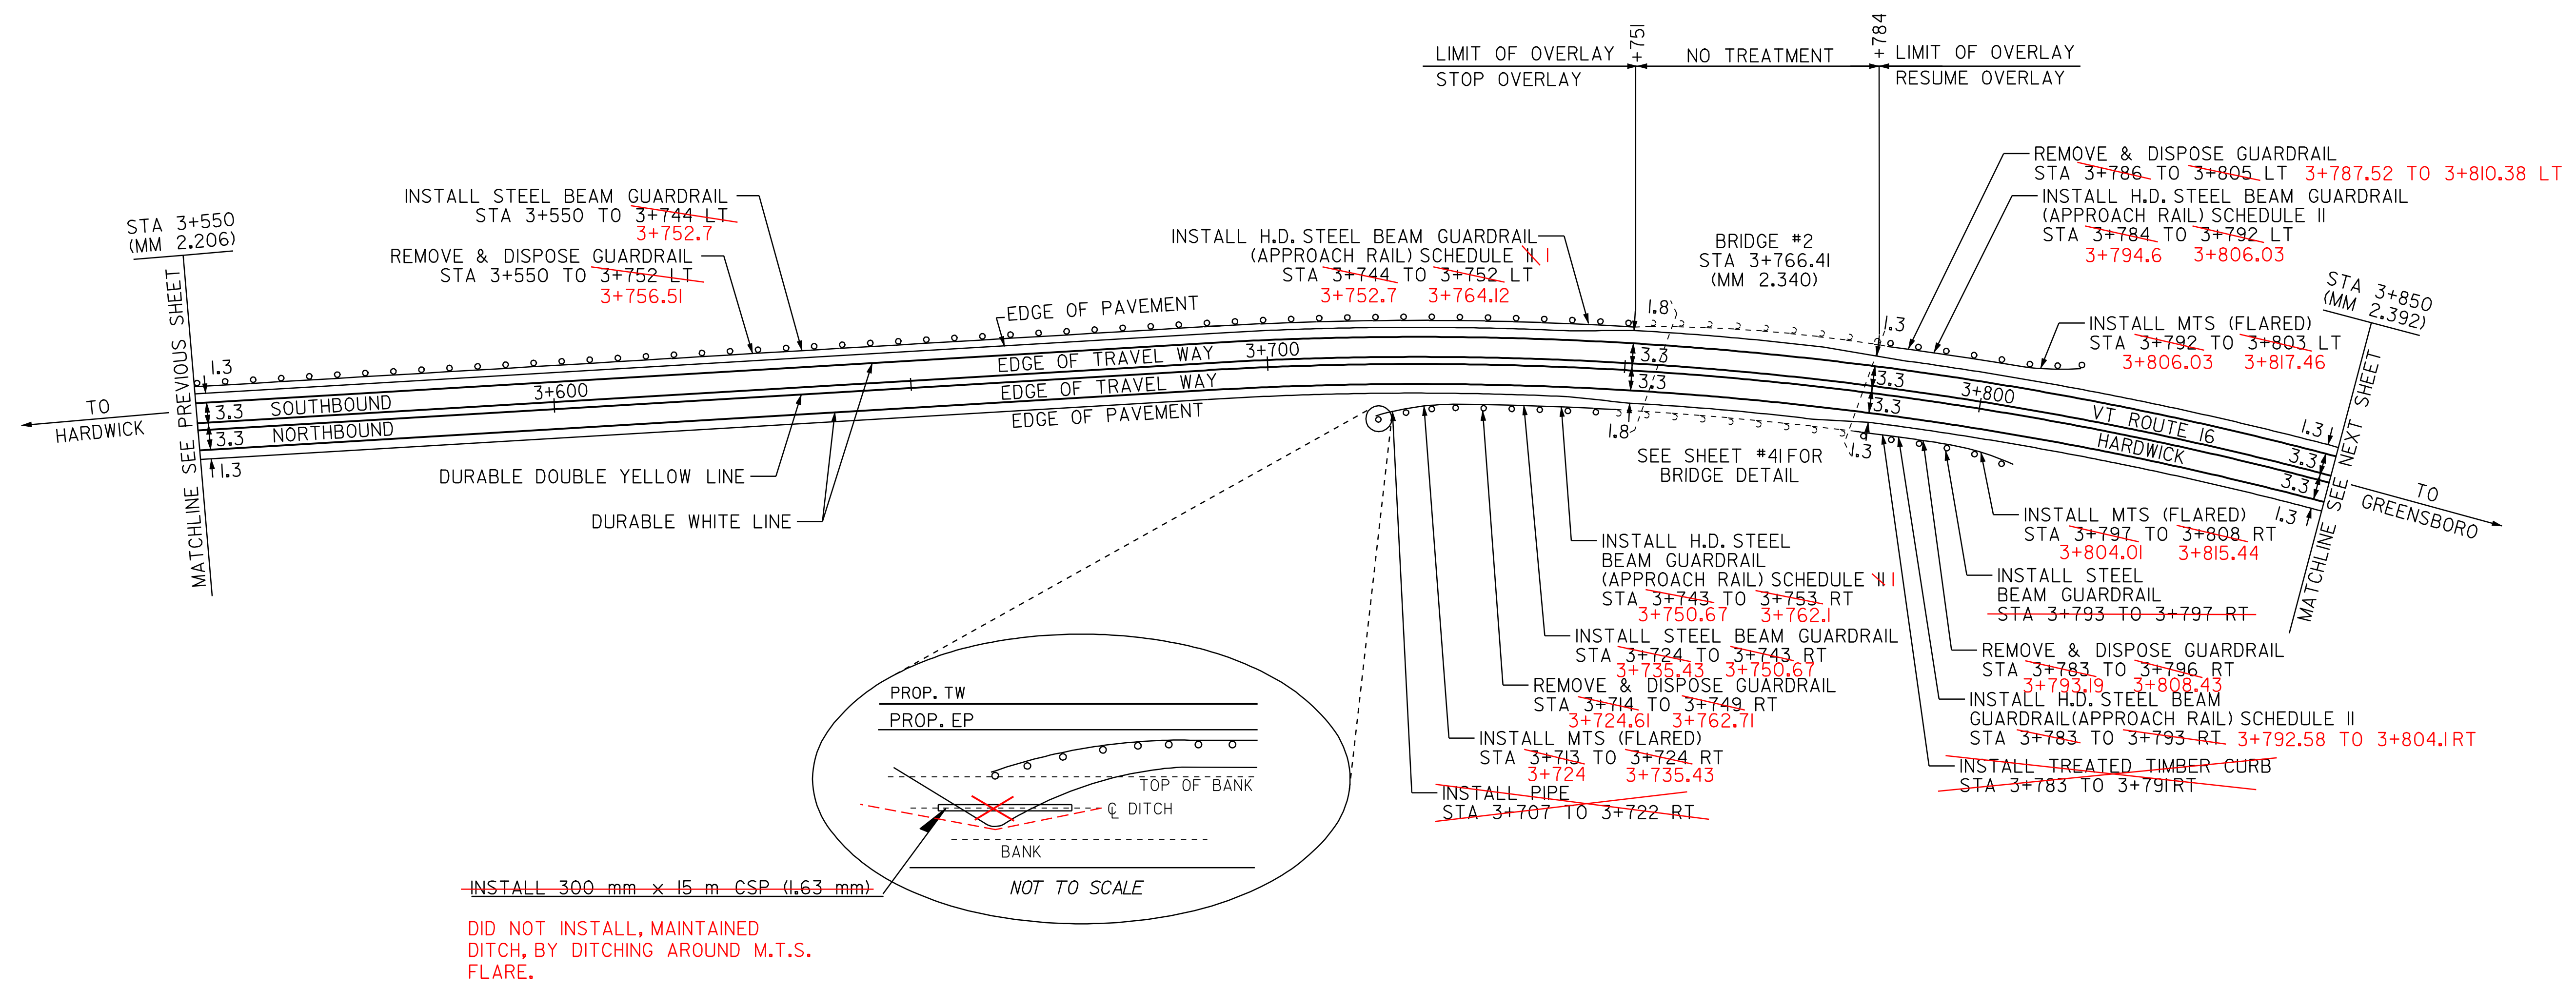 LIMIT OF OVERLAY
STOP OVERLAY
+751
NO TREATMENT
+784
LIMIT OF OVERLAY
RESUME OVERLAY
STA 3+550
(MM 2.206)
MATCHLINE SEE PREVIOUS SHEET
TO
HARDWICK
INSTALL STEEL BEAM GUARDRAIL
STA 3+550 TO 3+744 LT
3+752.7
REMOVE & DISPOSE GUARDRAIL
STA 3+550 TO 3+752 LT
3+756.51
INSTALL H.D. STEEL BEAM GUARDRAIL
(APPROACH RAIL) SCHEDULE II I
STA 3+744 TO 3+752 LT
3+752.7 3+764.12
BRIDGE #2
STA 3+766.41
(MM 2.340)
REMOVE & DISPOSE GUARDRAIL
STA 3+786 TO 3+805 LT 3+787.52 TO 3+810.38 LT
INSTALL H.D. STEEL BEAM GUARDRAIL
(APPROACH RAIL) SCHEDULE II
STA 3+784 TO 3+792 LT
3+794.6 3+806.03
INSTALL MTS (FLARED)
STA 3+792 TO 3+803 LT
3+806.03 3+817.46
STA 3+850
(MM 2.392)
MATCHLINE SEE NEXT SHEET
EDGE OF PAVEMENT
EDGE OF TRAVEL WAY
3+700
EDGE OF TRAVEL WAY
EDGE OF PAVEMENT
1.3
3.3
SOUTHBOUND
3+600
3.3
NORTHBOUND
1.3
1.8
3.3
3.3
1.8
1.3
3.3
3.3
1.3
3+800
VT ROUTE 16
HARDWICK
1.3
3.3
3.3
1.3
TO
GREENSBORO
DURABLE DOUBLE YELLOW LINE
DURABLE WHITE LINE
SEE SHEET #41 FOR
BRIDGE DETAIL
INSTALL H.D. STEEL
BEAM GUARDRAIL
(APPROACH RAIL) SCHEDULE II I
STA 3+743 TO 3+753 RT
3+750.67 3+762.1
INSTALL STEEL BEAM GUARDRAIL
STA 3+724 TO 3+743 RT
3+735.43 3+750.67
REMOVE & DISPOSE GUARDRAIL
STA 3+714 TO 3+749 RT
3+724.61 3+762.71
INSTALL MTS (FLARED)
STA 3+713 TO 3+724 RT
3+724 3+735.43
INSTALL PIPE
STA 3+707 TO 3+722 RT
INSTALL MTS (FLARED)
STA 3+797 TO 3+808 RT
3+804.01 3+815.44
INSTALL STEEL
BEAM GUARDRAIL
STA 3+793 TO 3+797 RT
REMOVE & DISPOSE GUARDRAIL
STA 3+783 TO 3+796 RT
3+793.19 3+808.43
INSTALL H.D. STEEL BEAM
GUARDRAIL (APPROACH RAIL) SCHEDULE II
STA 3+783 TO 3+793 RT 3+792.58 TO 3+804.1 RT
INSTALL TREATED TIMBER CURB
STA 3+783 TO 3+791 RT
PROP. TW
PROP. EP
TOP OF BANK
℄ DITCH
BANK
NOT TO SCALE
INSTALL 300 mm x 15 m CSP (1.63 mm)
DID NOT INSTALL, MAINTAINED
DITCH, BY DITCHING AROUND M.T.S.
FLARE.